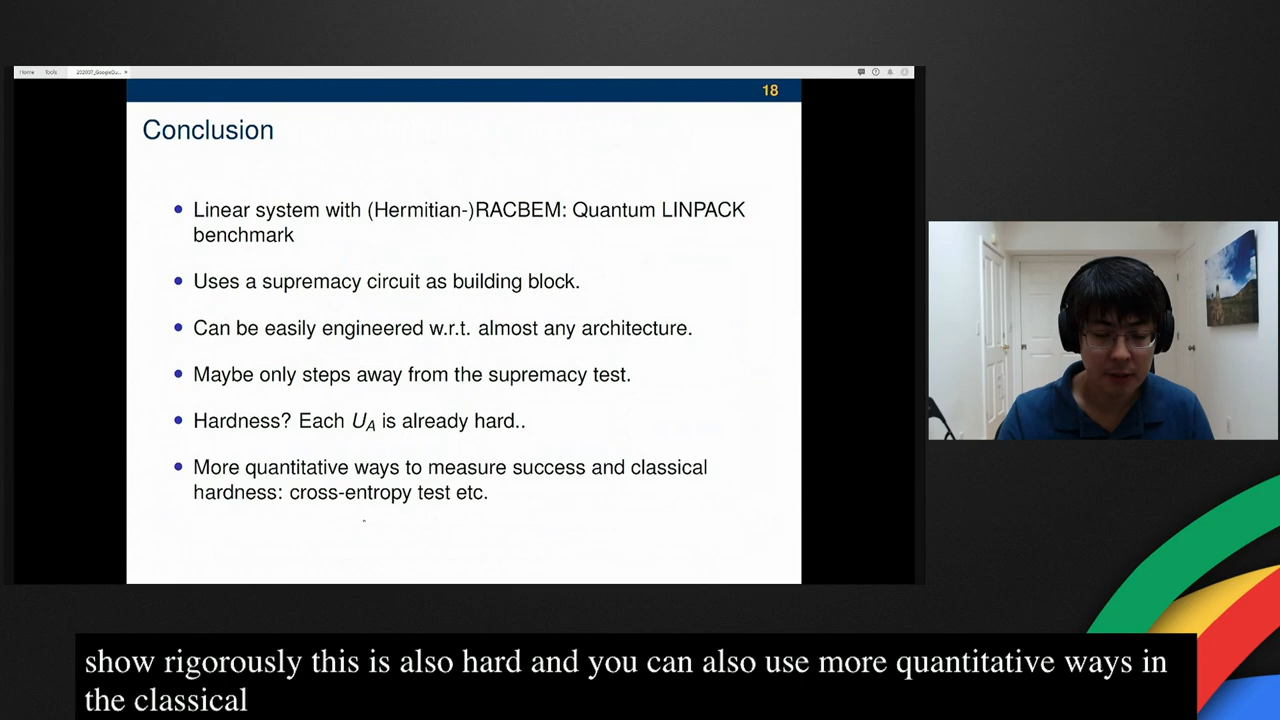 Home Tools 202007_GoogleQu... ×
18
Conclusion
Linear system with (Hermitian-)RACBEM: Quantum LINPACK
benchmark
Uses a supremacy circuit as building block.
Can be easily engineered w.r.t. almost any architecture.
Maybe only steps away from the supremacy test.
Hardness? Each U_A is already hard..
More quantitative ways to measure success and classical
hardness: cross-entropy test etc.
show rigorously this is also hard and you can also use more quantitative ways in
the classical